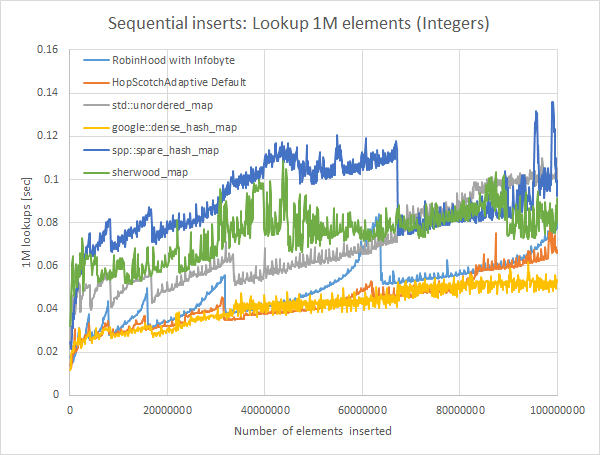 Sequential inserts: Lookup 1M elements (Integers)
0.16
0.14
0.12
0.1
0.08
0.06
0.04
0.02
0
1M lookups [sec]
RobinHood with Infobyte
HopScotchAdaptive Default
std::unordered_map
google::dense_hash_map
spp::spare_hash_map
sherwood_map
0 20000000 40000000 60000000 80000000 100000000
Number of elements inserted